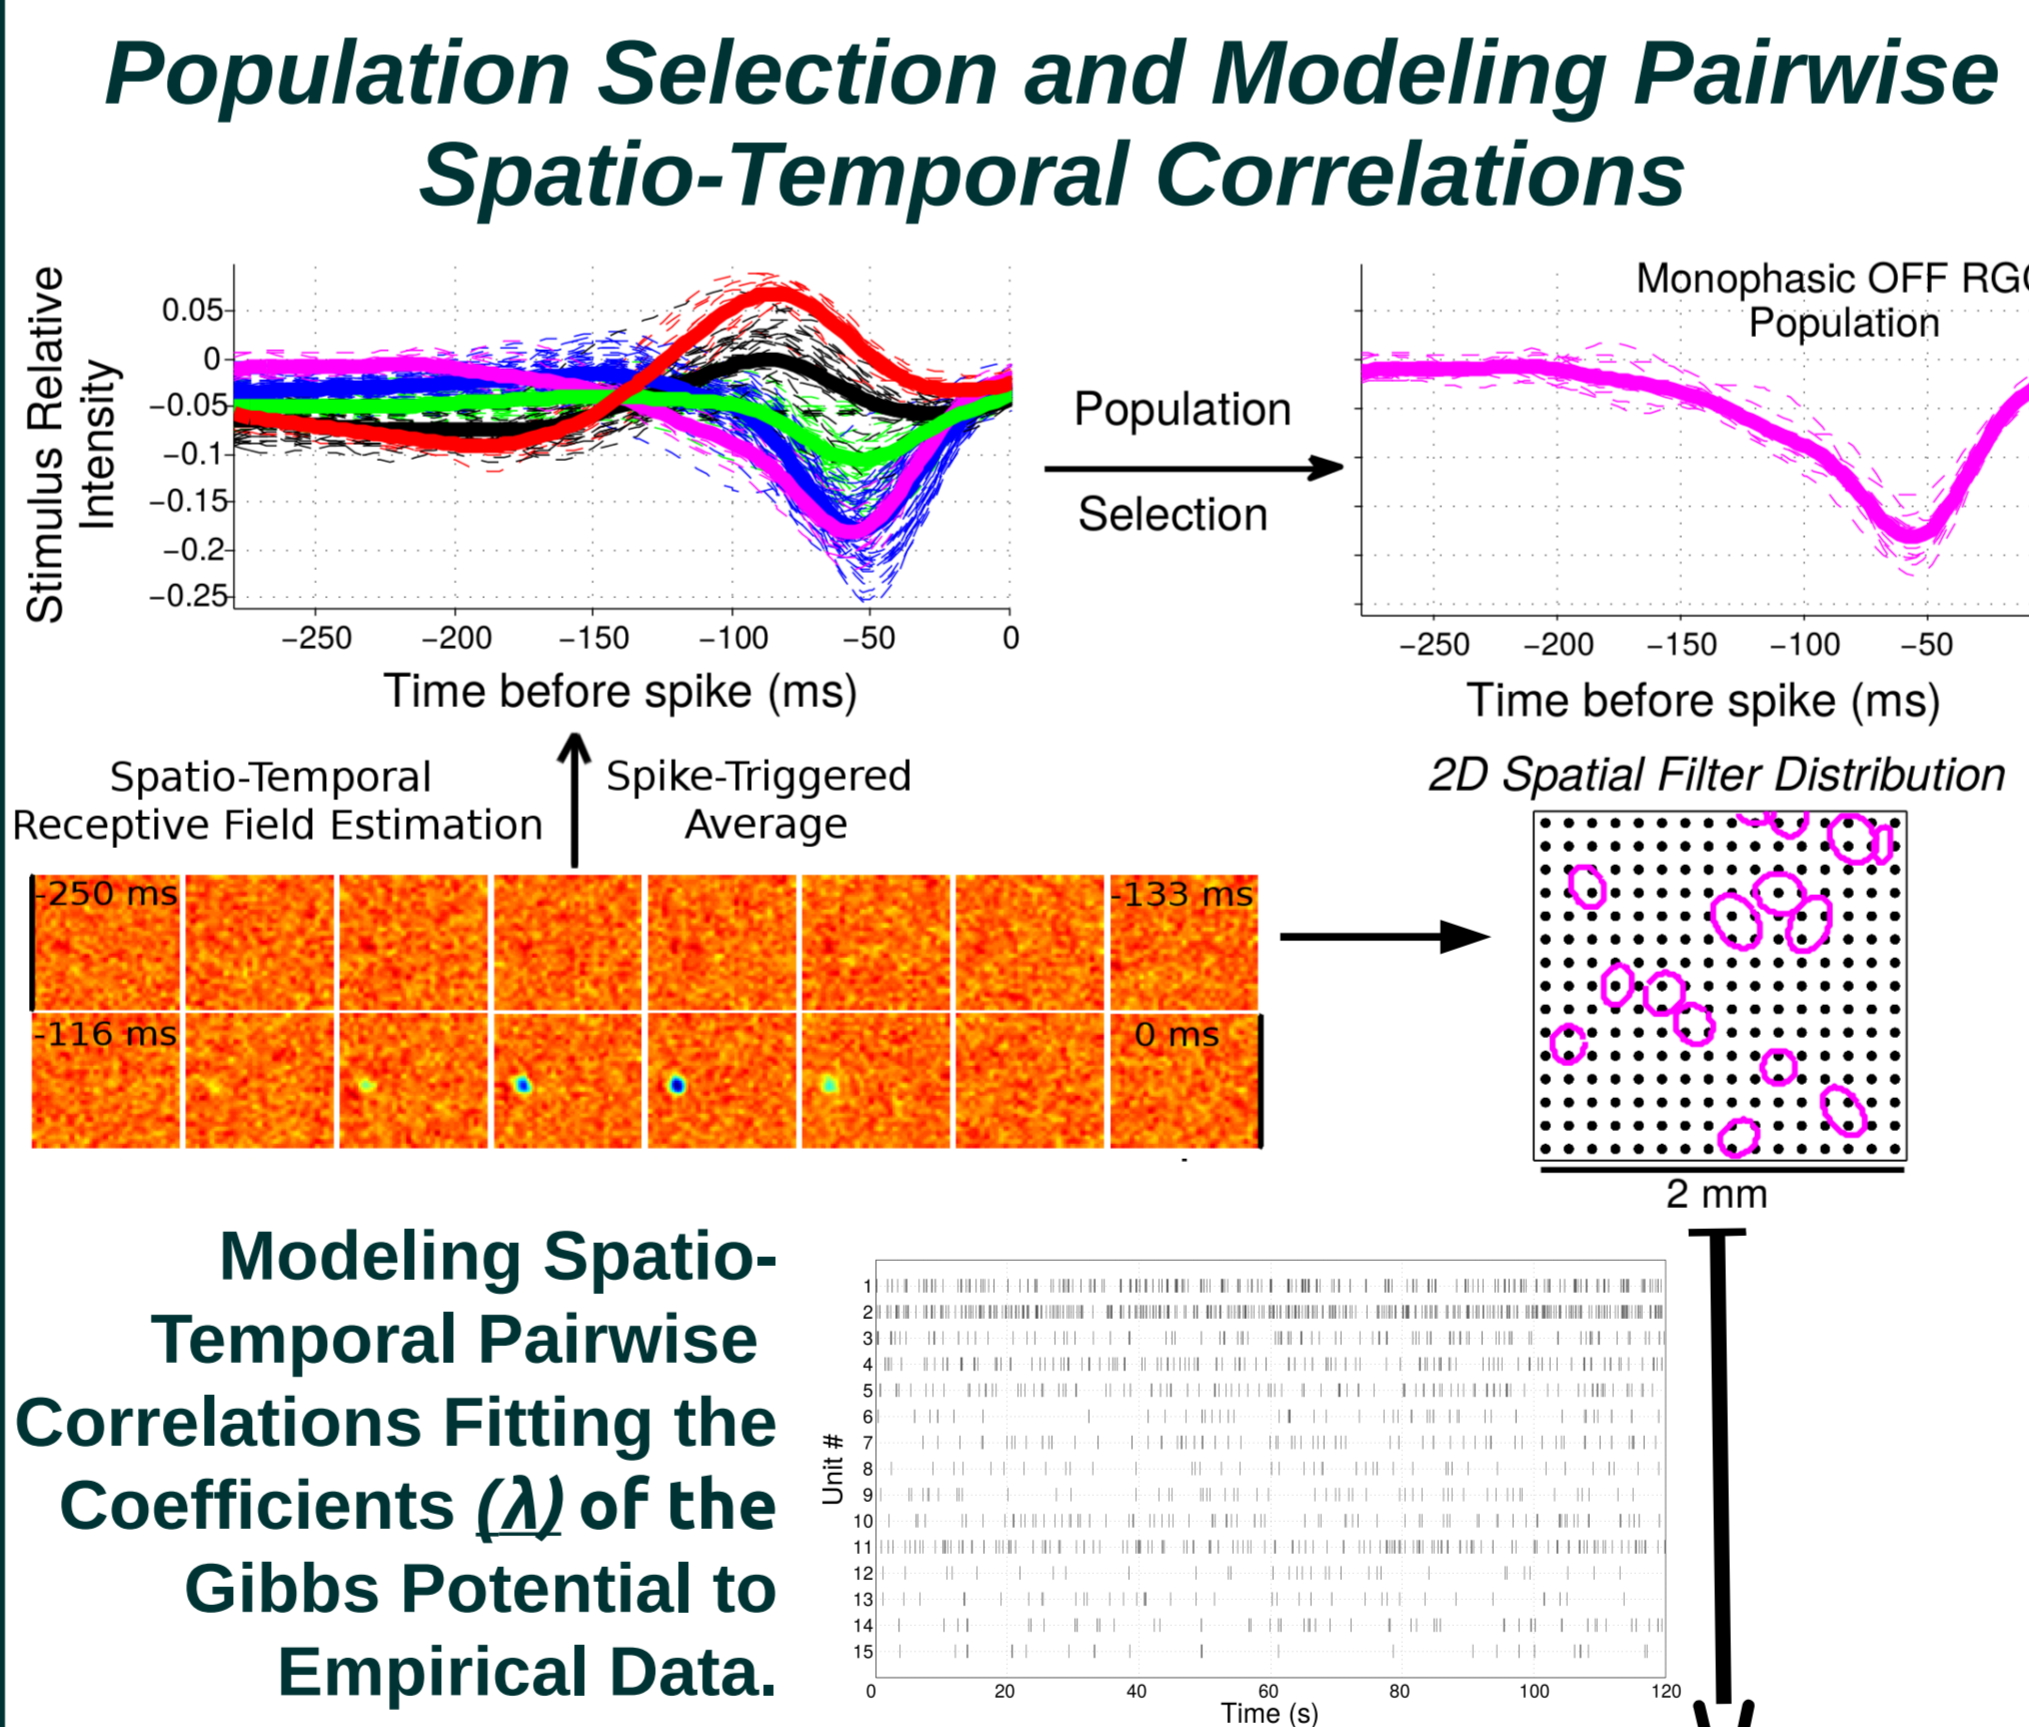 Population Selection and Modeling Pairwise
Spatio-Temporal Correlations
Stimulus Relative
Intensity
0.05
0
−0.05
−0.1
−0.15
−0.2
−0.25
−250 −200 −150 −100 −50 0
Time before spike (ms)
Population
Selection
Monophasic OFF RGC
Population
−250 −200 −150 −100 −50
Time before spike (ms)
Spatio-Temporal
Receptive Field Estimation
Spike-Triggered
Average
-250 ms
-133 ms
-116 ms
0 ms
2D Spatial Filter Distribution
2 mm
Modeling Spatio-
Temporal Pairwise
Correlations Fitting the
Coefficients (λ) of the
Gibbs Potential to
Empirical Data.
Unit #
1
2
3
4
5
6
7
8
9
10
11
12
13
14
15
0 20 40 60 80 100 120
Time (s)